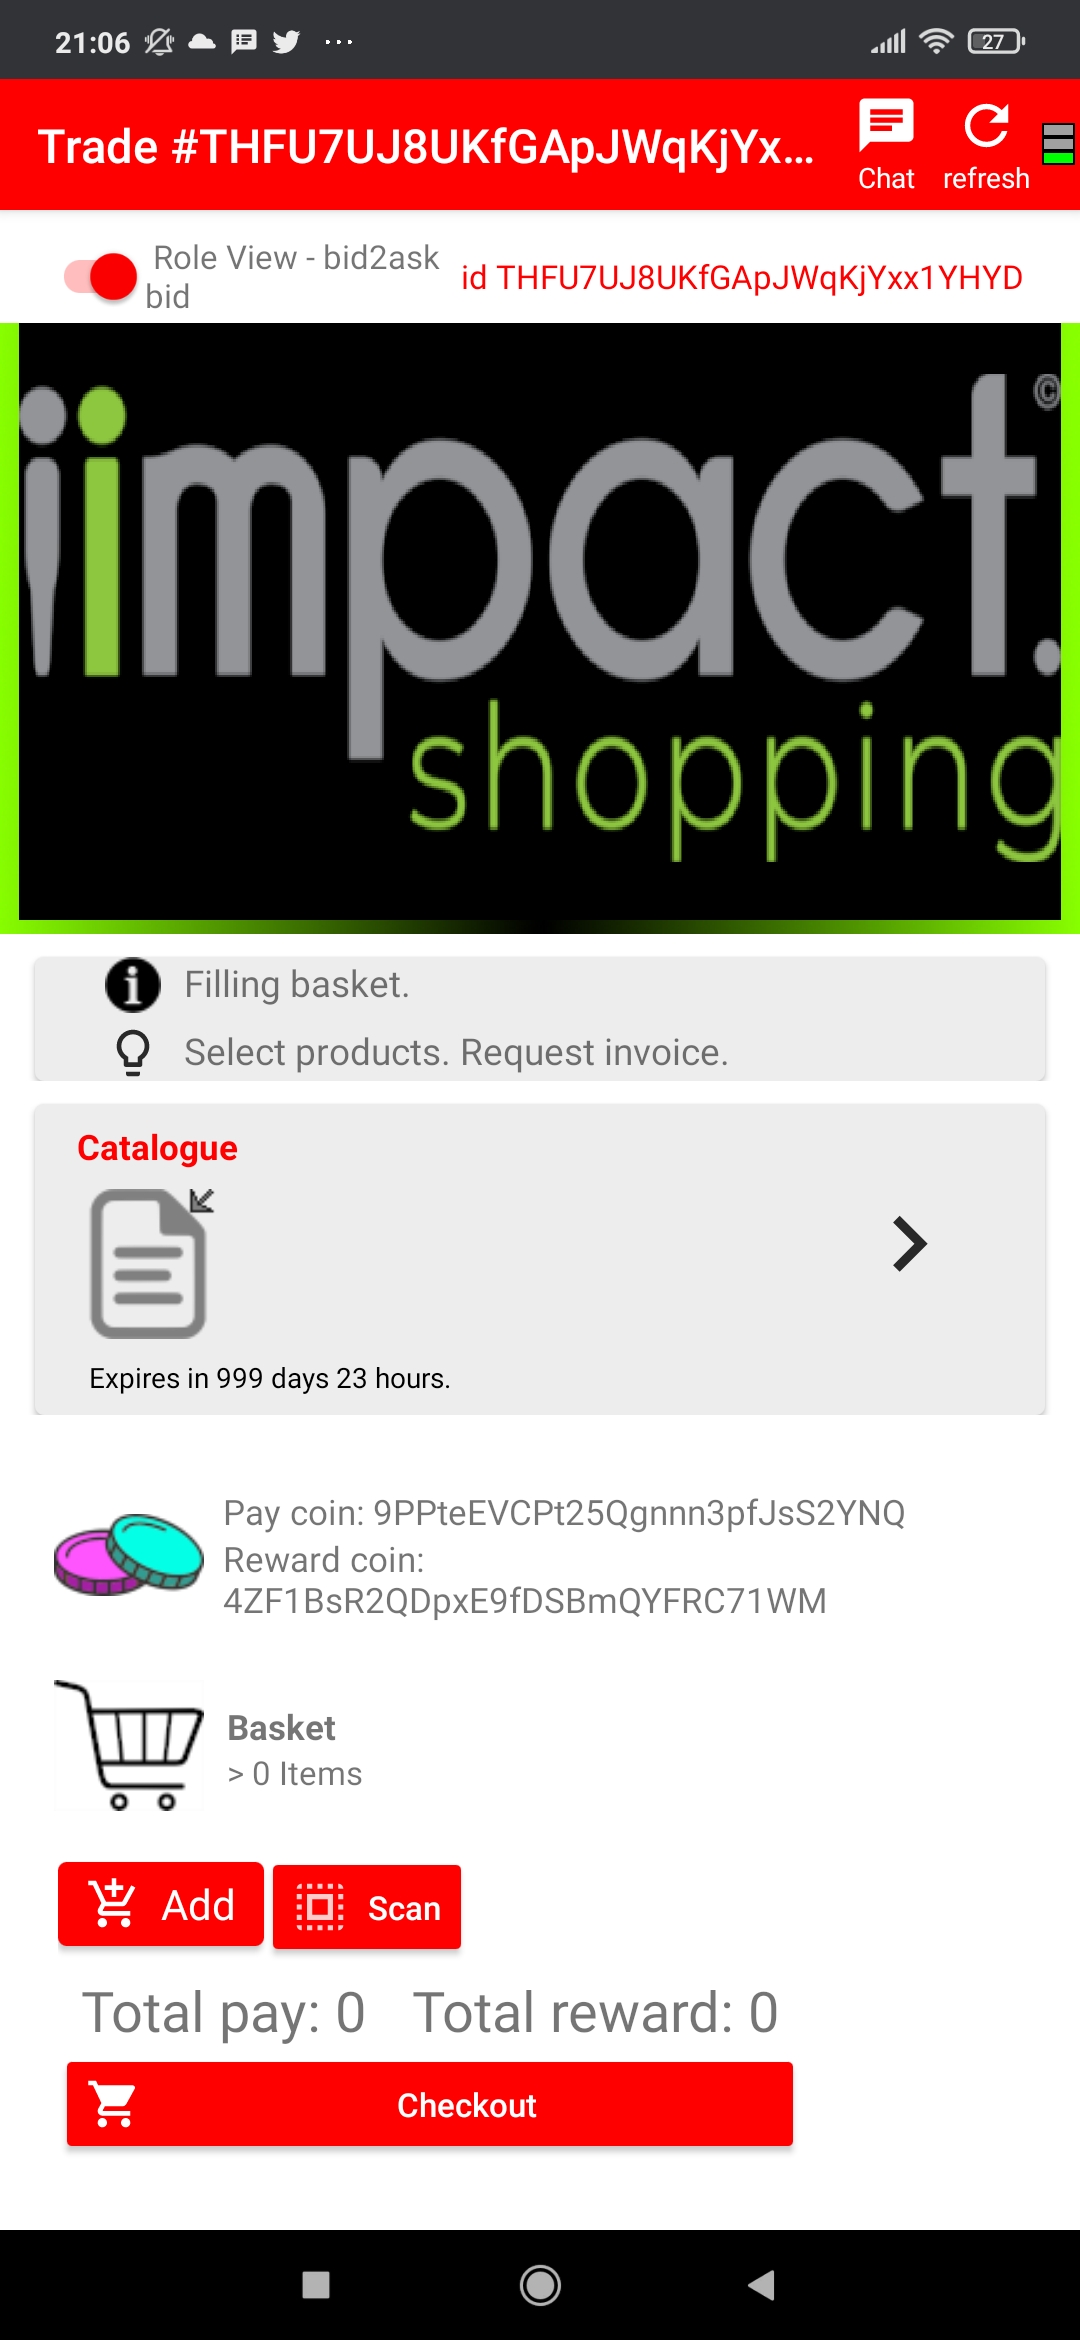 21:06
27
Trade #THFU7UJ8UKfGApJWqKjYx...
Chat
refresh
Role View - bid2ask
bid
id THFU7UJ8UKfGApJWqKjYxx1YHYD
iimpact.
©
shopping
Filling basket.
Select products. Request invoice.
Catalogue
Expires in 999 days 23 hours.
Pay coin: 9PPteEVCPt25Qgnnn3pfJsS2YNQ
Reward coin:
4ZF1BsR2QDpxE9fDSBmQYFRC71WM
Basket
> 0 Items
Add
Scan
Total pay: 0 Total reward: 0
Checkout